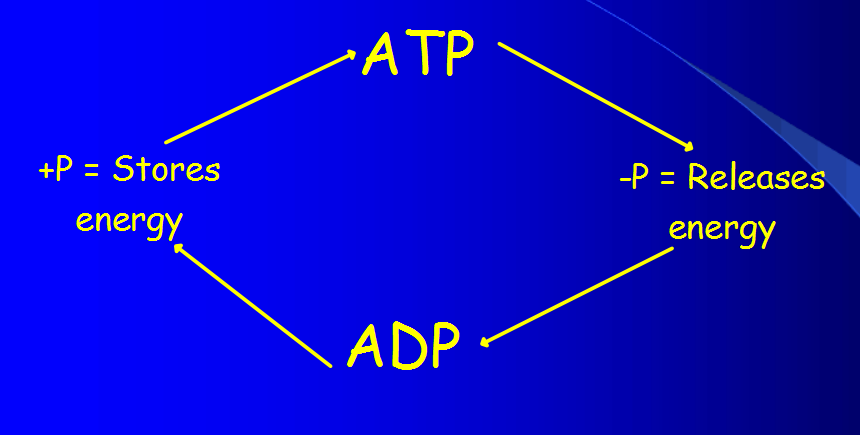 ATP
+P = Stores
energy
-P = Releases
energy
ADP